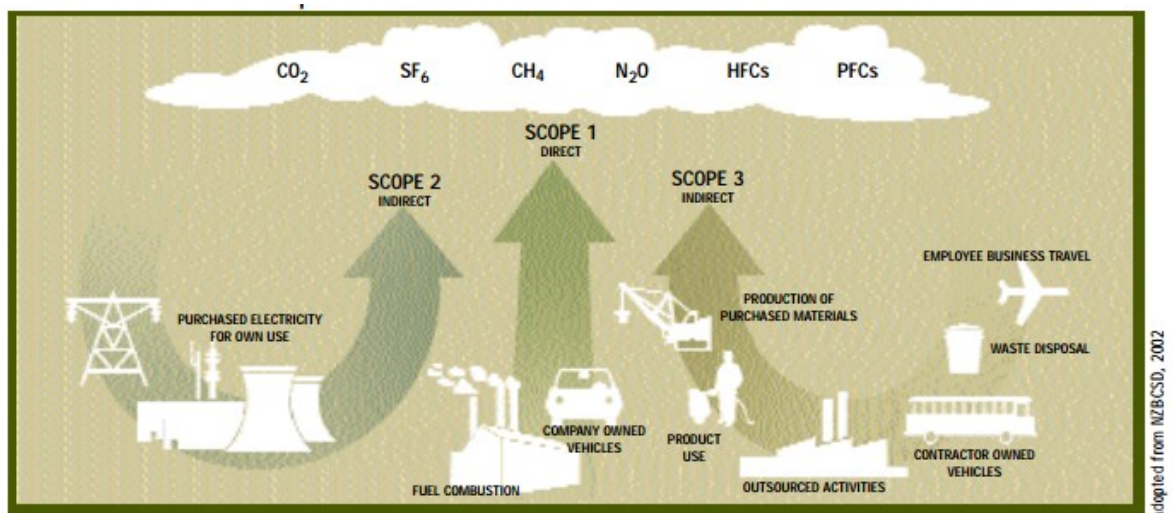 CO2 SF6 CH4 N2O HFCs PFCs
SCOPE 1
DIRECT
SCOPE 2
INDIRECT
SCOPE 3
INDIRECT
EMPLOYEE BUSINESS TRAVEL
PURCHASED ELECTRICITY
FOR OWN USE
PRODUCTION OF
PURCHASED MATERIALS
WASTE DISPOSAL
COMPANY OWNED
VEHICLES
PRODUCT
USE
CONTRACTOR OWNED
VEHICLES
FUEL COMBUSTION
OUTSOURCED ACTIVITIES
adopted from NZBCSD, 2002